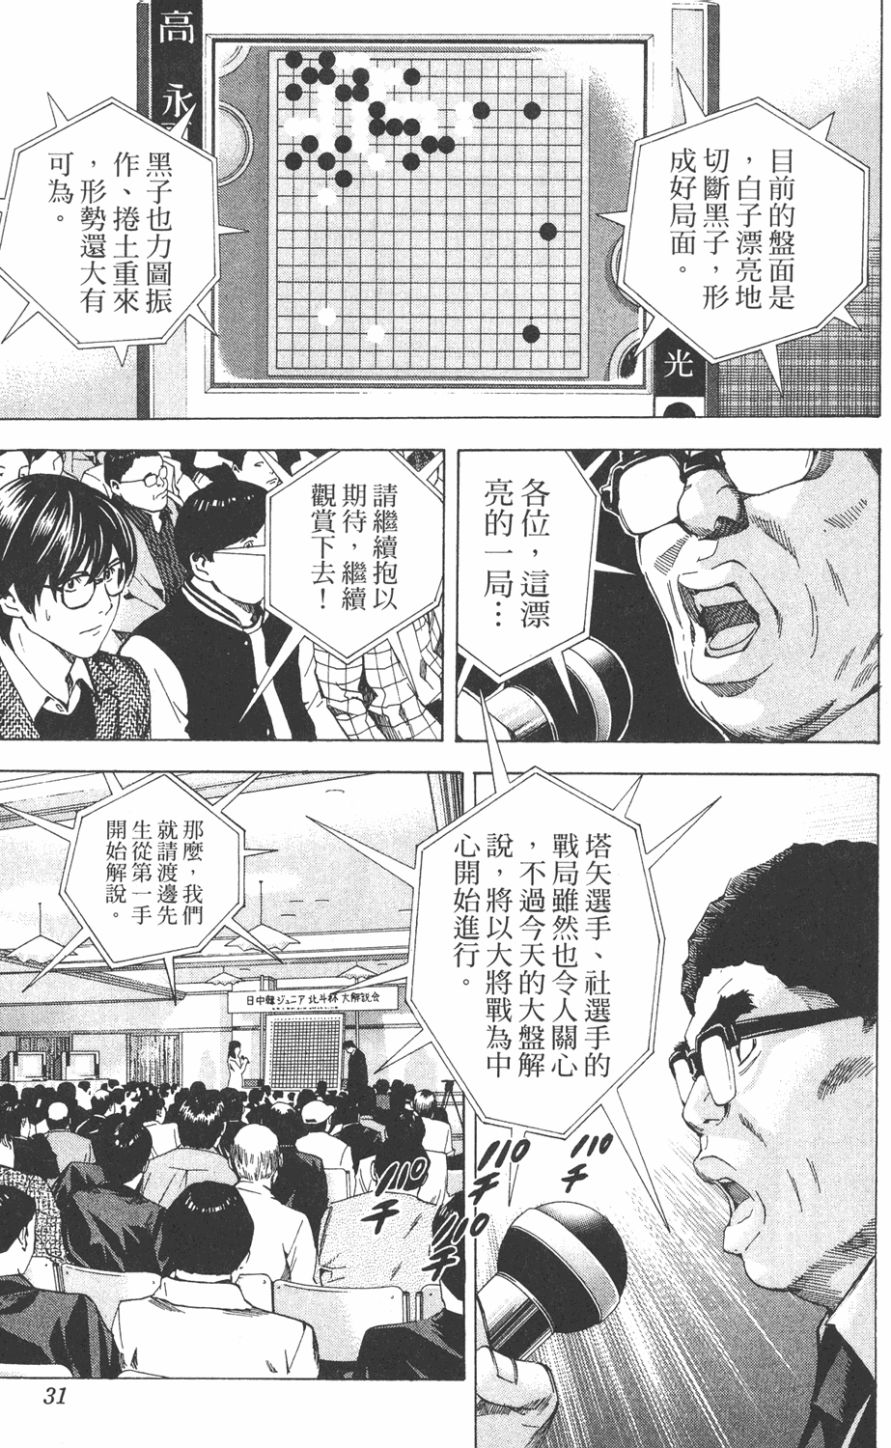 高
永
光
目前的盤面是
，白子漂亮地
切斷黑子，形
成好局面。
黑子也力圖振
作、捲土重來
，形勢還大有
可為。
各位，這漂
亮的一局…
請繼續抱以
期待，繼續
觀賞下去！
塔矢選手、社選手的
戰局雖然也令人關心
，不過今天的大盤解
說，將以大將戰為中
心開始進行。
那麼，我們
就請渡邊先
生從第一手
開始解說。
日中韓ジュニア北斗杯大解説会
パチ
パチ
パチ
パチ
31